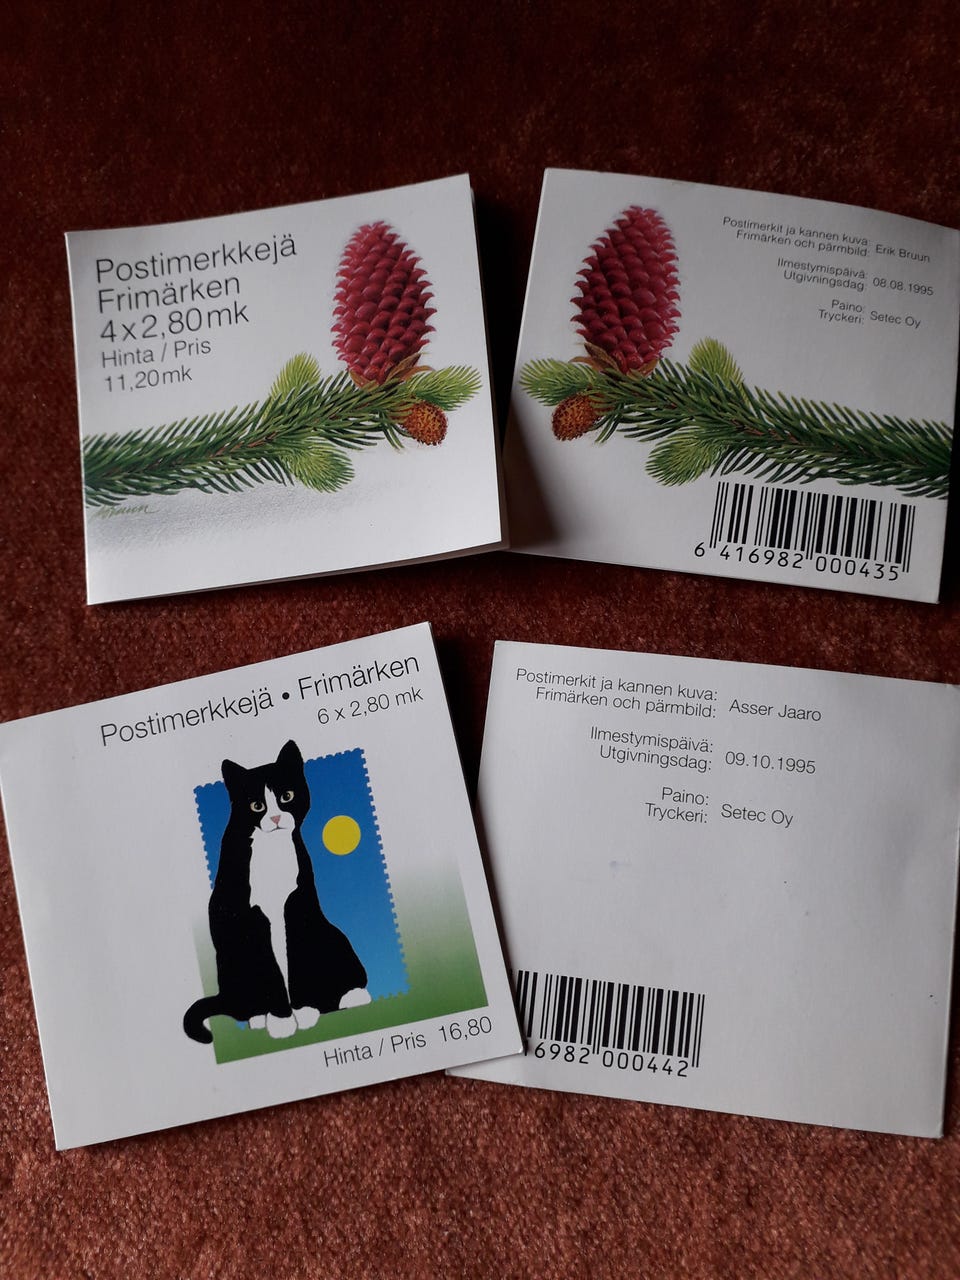 Postimerkkejä
Frimärken
4 x 2,80 mk
Hinta / Pris
11,20 mk
Bruun
Postimerkit ja kannen kuva: Erik Bruun
Frimärken och pärmbild:
Ilmestymispäivä: 08.08.1995
Utgivningsdag:
Paino: Setec Oy
Tryckeri:
6 416982 000435
Postimerkkejä • Frimärken
6 x 2,80 mk
Hinta / Pris 16,80
Postimerkit ja kannen kuva: Asser Jaaro
Frimärken och pärmbild:
Ilmestymispäivä: 09.10.1995
Utgivningsdag:
Paino: Setec Oy
Tryckeri:
16982 000442